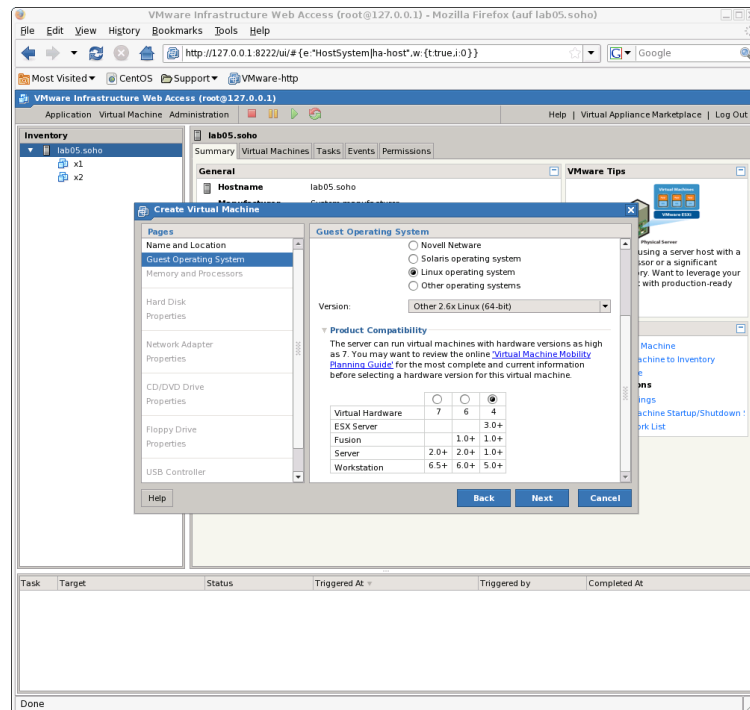 VMware Infrastructure Web Access (root@127.0.0.1) - Mozilla Firefox (auf lab05.soho)
File Edit View History Bookmarks Tools Help
http://127.0.0.1:8222/ui/#{e:"HostSystem|ha-host",w:{t:true,i:0}}
Google
Most Visited CentOS Support VMware-http
VMware Infrastructure Web Access (root@127.0.0.1)
Application Virtual Machine Administration
Help | Virtual Appliance Marketplace | Log Out
Inventory
lab05.soho
x1
x2
lab05.soho
Summary Virtual Machines Tasks Events Permissions
General
Hostname lab05.soho
VMware Tips
Virtual Machines
VMware ESXi
Physical Server
using a server host with a
ssor or a significant
ry. Want to leverage your
with production-ready
Machine
achine to Inventory
e
ons
ings
achine Startup/Shutdown
ork List
Create Virtual Machine
Pages
Name and Location
Guest Operating System
Memory and Processors
Hard Disk
Properties
Network Adapter
Properties
CD/DVD Drive
Properties
Floppy Drive
Properties
USB Controller
Guest Operating System
Novell Netware
Solaris operating system
Linux operating system
Other operating systems
Version: Other 2.6x Linux (64-bit)
Product Compatibility
The server can run virtual machines with hardware versions as high
as 7. You may want to review the online 'Virtual Machine Mobility
Planning Guide' for the most complete and current information
before selecting a hardware version for this virtual machine.
Virtual Hardware 7 6 4
ESX Server 3.0+
Fusion 1.0+ 1.0+
Server 2.0+ 2.0+ 1.0+
Workstation 6.5+ 6.0+ 5.0+
Help Back Next Cancel
Task Target Status Triggered At Triggered by Completed At
Done